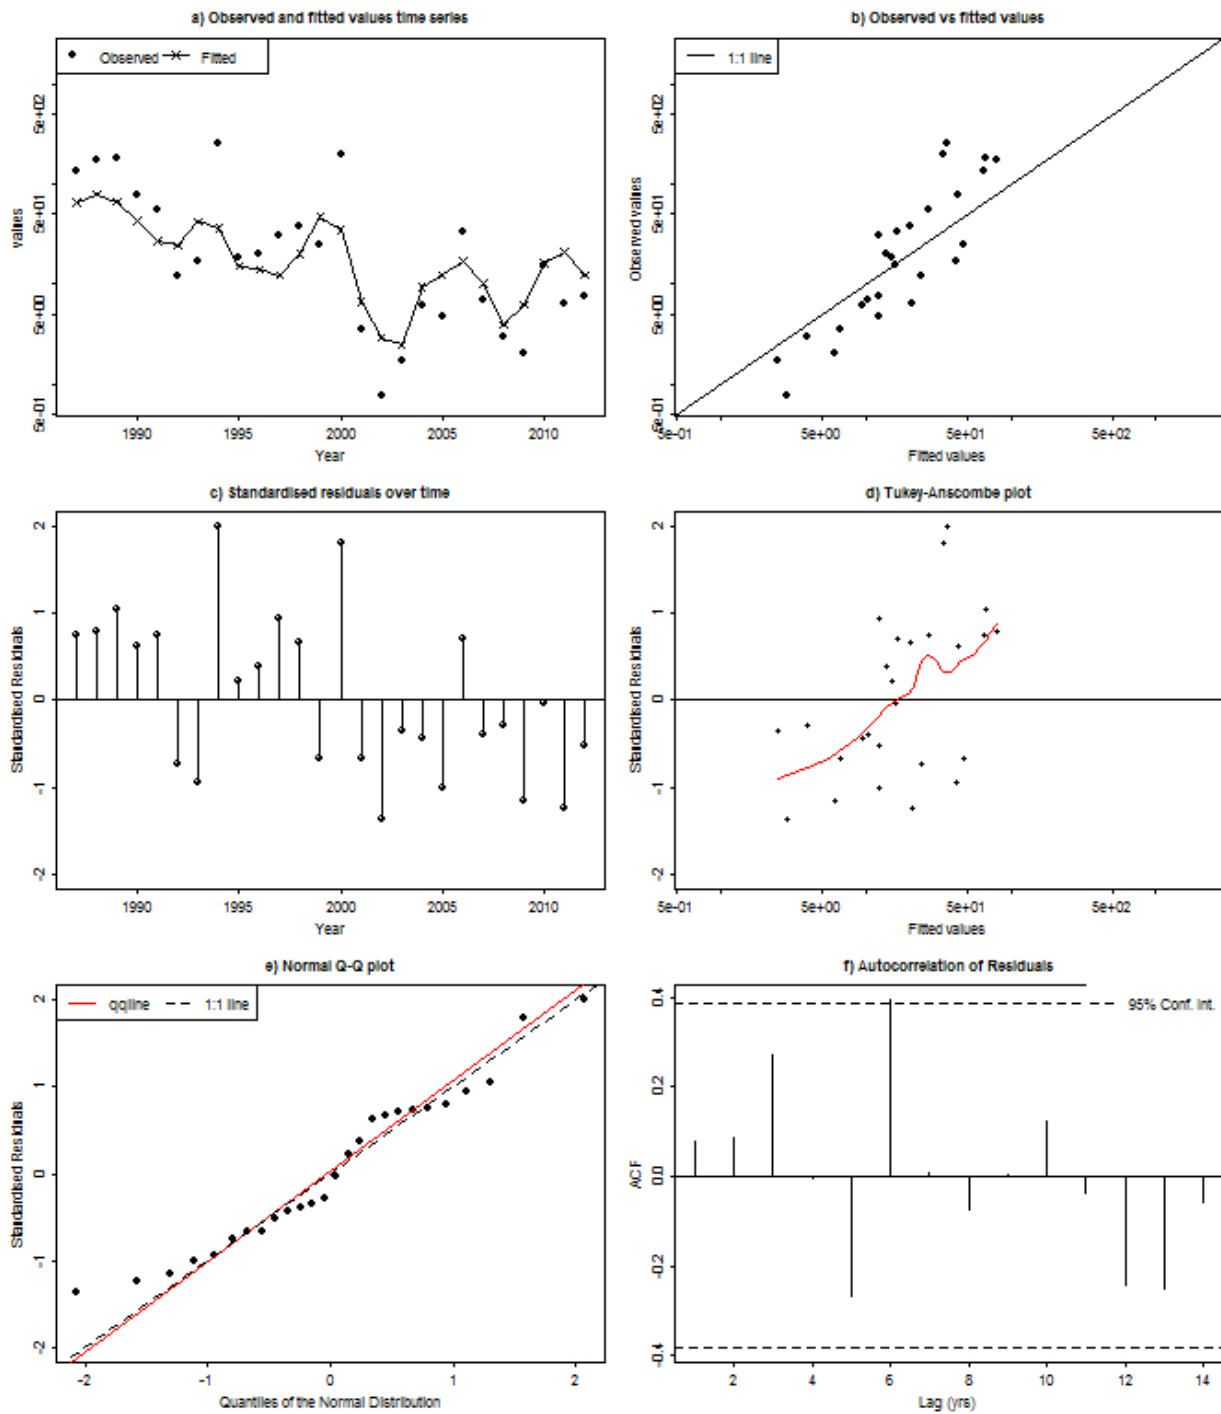 a) Observed and fitted values time series
Observed Fitted
values
5e-01 5e+00 5e+01 5e+02
1990 1995 2000 2005 2010
Year
b) Observed vs fitted values
1:1 line
Observed values
5e-01 5e+00 5e+01 5e+02
5e-01 5e+00 5e+01 5e+02
Fitted values
c) Standardised residuals over time
Standardised Residuals
-2 -1 0 1 2
1990 1995 2000 2005 2010
Year
d) Tukey-Anscombe plot
Standardised Residuals
-2 -1 0 1 2
5e-01 5e+00 5e+01 5e+02
Fitted values
e) Normal Q-Q plot
qqline 1:1 line
Standardised Residuals
-2 -1 0 1 2
-2 -1 0 1 2
Quantiles of the Normal Distribution
f) Autocorrelation of Residuals
95% Conf. Int.
ACF
-0.4 -0.2 0.0 0.2 0.4
2 4 6 8 10 12 14
Lag (yrs)